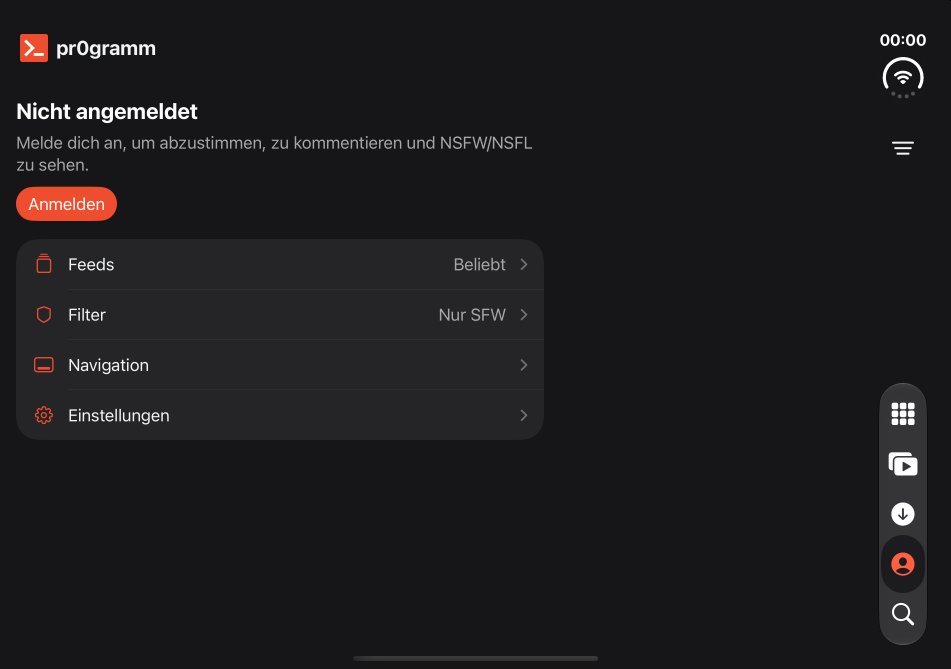 pr0gramm
00:00
Nicht angemeldet
Melde dich an, um abzustimmen, zu kommentieren und NSFW/NSFL
zu sehen.
Anmelden
Feeds Beliebt
Filter Nur SFW
Navigation
Einstellungen